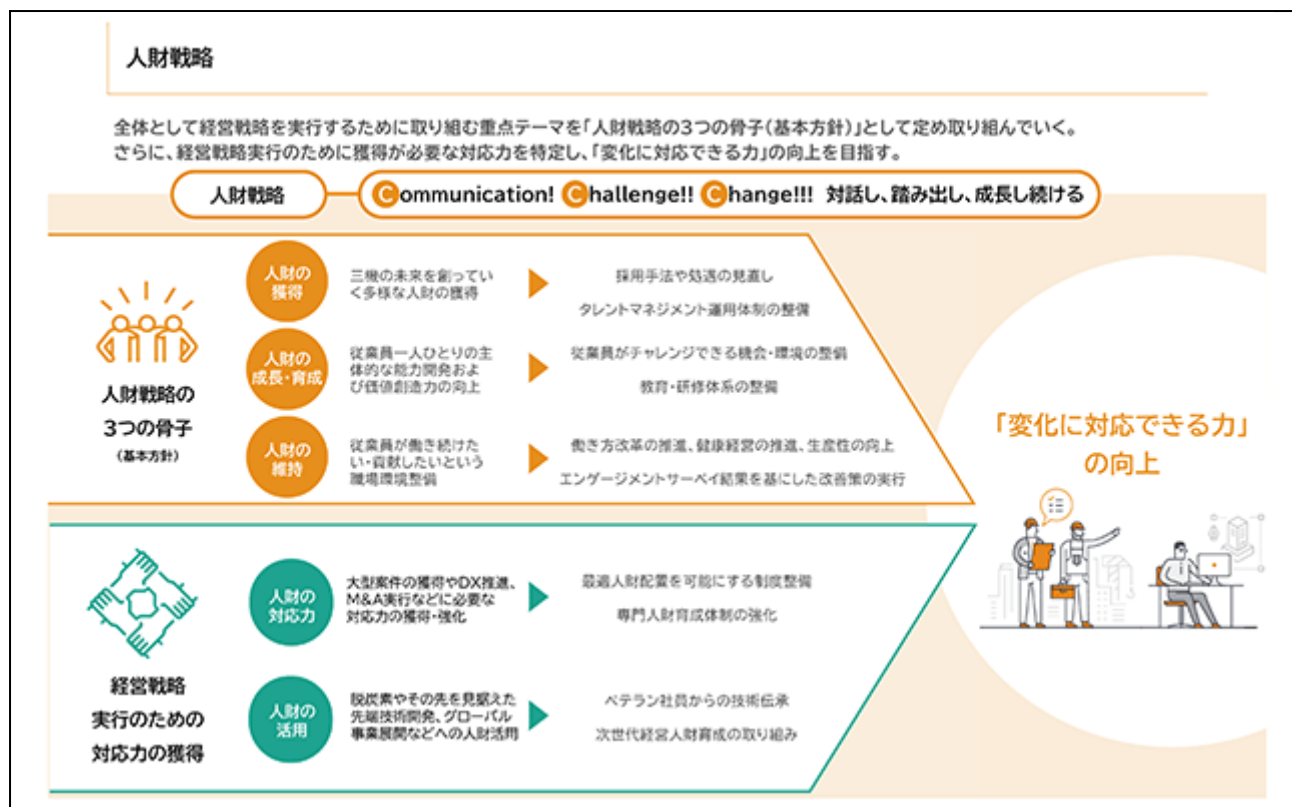 人財戦略
全体として経営戦略を実行するために取り組む重点テーマを「人財戦略の3つの骨子(基本方針)」として定め取り組んでいく。
さらに、経営戦略実行のために獲得が必要な対応力を特定し、「変化に対応できる力」の向上を目指す。
人財戦略
Communication! Challenge!! Change!!! 対話し、踏み出し、成長し続ける
人財戦略の
3つの骨子
(基本方針)
人財の
獲得
三機の未来を創ってい
く多様な人財の獲得
採用手法や処遇の見直し
タレントマネジメント運用体制の整備
人財の
成長・育成
従業員一人ひとりの主
体的な能力開発およ
び価値創造力の向上
従業員がチャレンジできる機会・環境の整備
教育・研修体系の整備
人財の
維持
従業員が働き続けた
い・貢献したいという
職場環境整備
働き方改革の推進、健康経営の推進、生産性の向上
エンゲージメントサーベイ結果を基にした改善策の実行
経営戦略
実行のための
対応力の獲得
人財の
対応力
大型案件の獲得やDX推進、
M&A実行などに必要な
対応力の獲得・強化
最適人財配置を可能にする制度整備
専門人財育成体制の強化
人財の
活用
脱炭素やその先を見据えた
先端技術開発、グローバル
事業展開などへの人財活用
ベテラン社員からの技術伝承
次世代経営人財育成の取り組み
「変化に対応できる力」
の向上